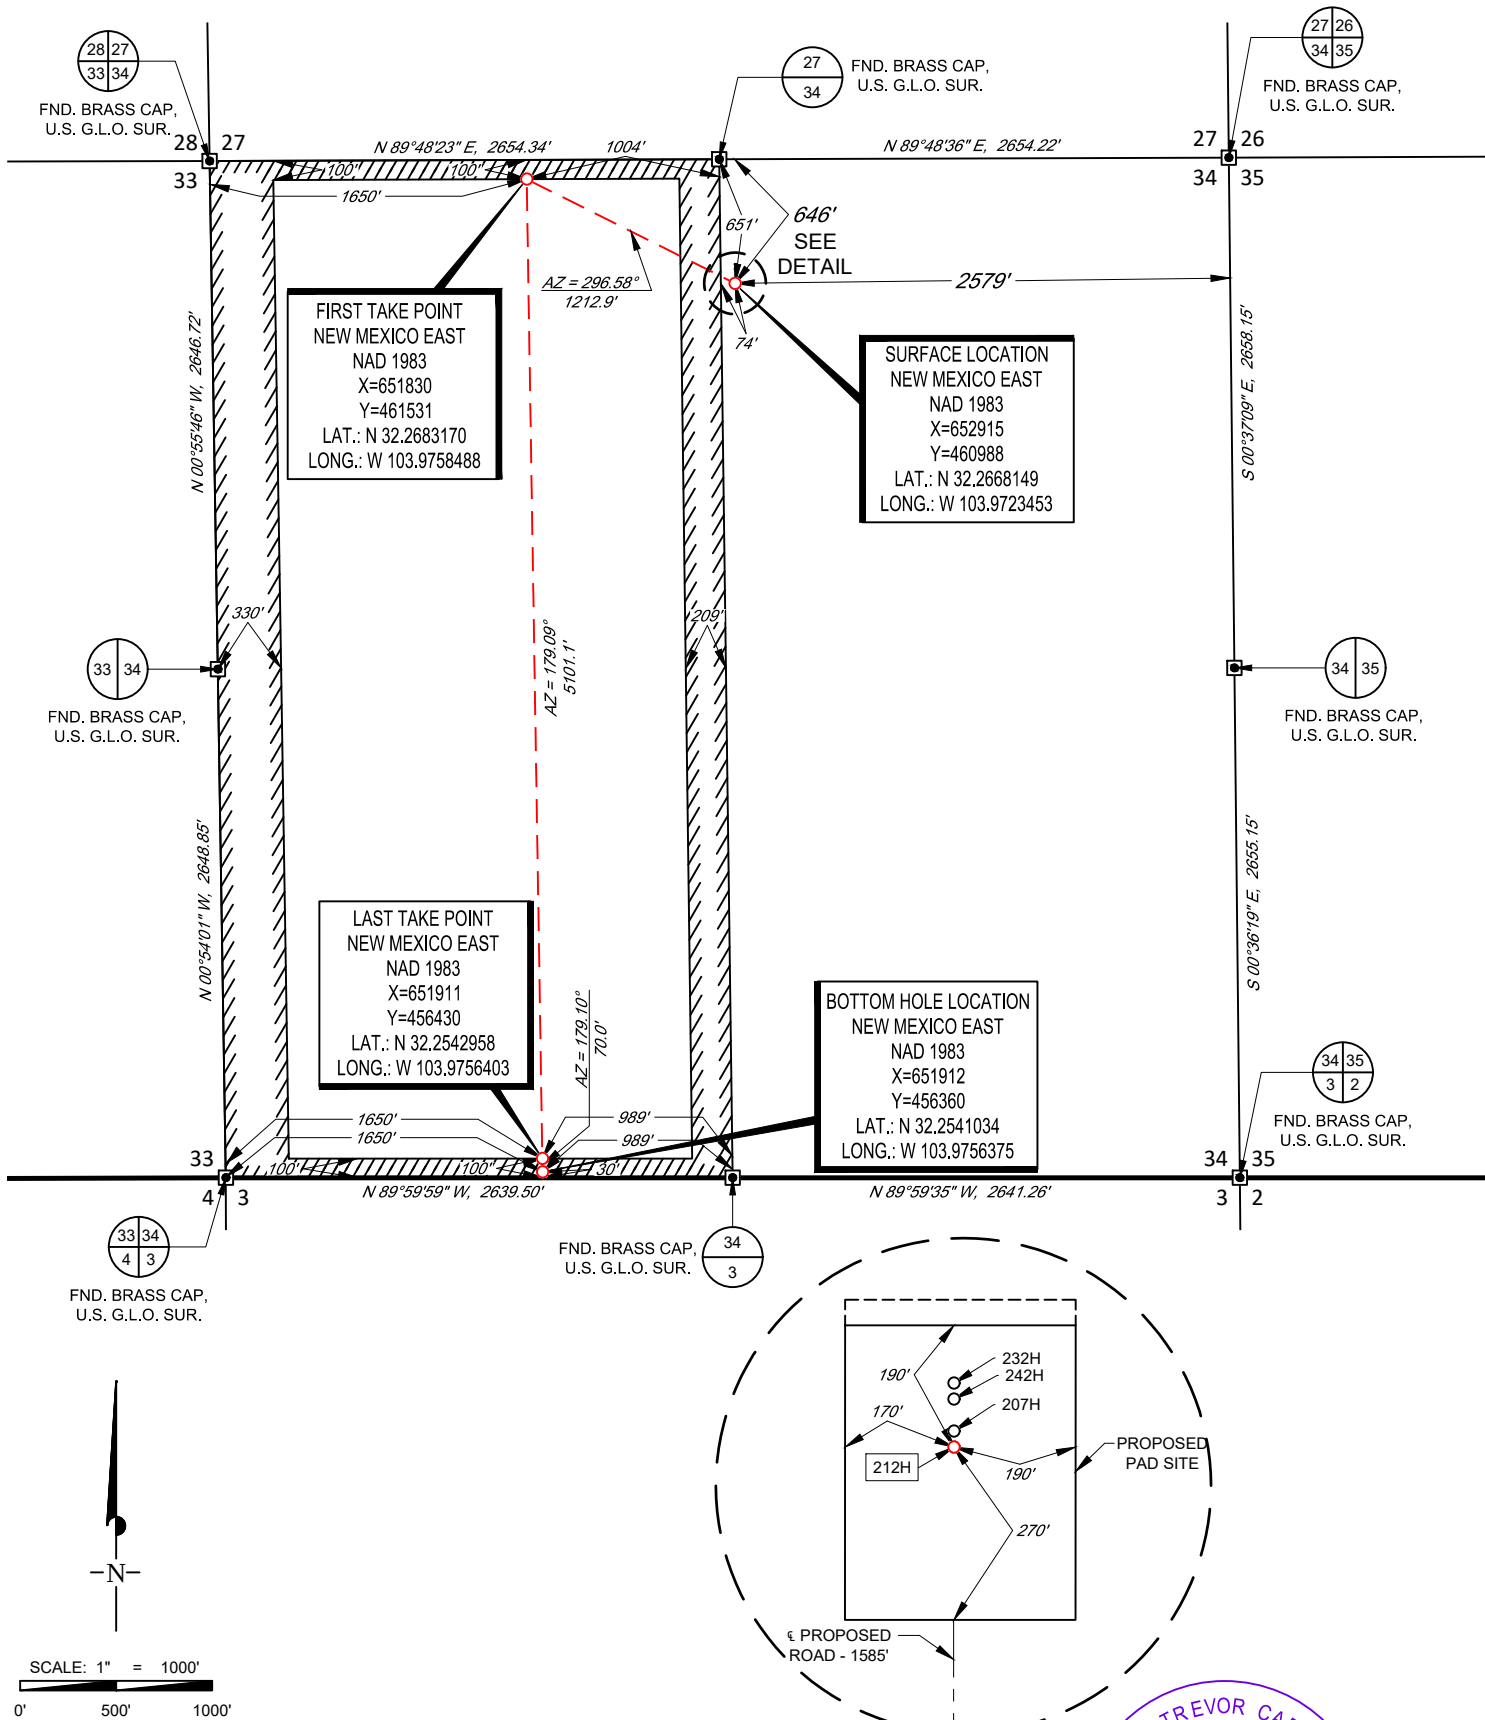 28 27
33 34
FND. BRASS CAP,
U.S. G.L.O. SUR.
27
34
FND. BRASS CAP,
U.S. G.L.O. SUR.
27 26
34 35
FND. BRASS CAP,
U.S. G.L.O. SUR.
28 27
33
N 89°48'23" E, 2654.34'
1004'
N 89°48'36" E, 2654.22'
27 26
34 35
100'
100'
1650'
651'
646'
SEE
DETAIL
2579'
74'
AZ = 296.58°
1212.9'
FIRST TAKE POINT
NEW MEXICO EAST
NAD 1983
X=651830
Y=461531
LAT.: N 32.2683170
LONG.: W 103.9758488
SURFACE LOCATION
NEW MEXICO EAST
NAD 1983
X=652915
Y=460988
LAT.: N 32.2668149
LONG.: W 103.9723453
N 00°55'46" W, 2646.72'
S 00°37'09" E, 2658.15'
330'
209'
33 34
FND. BRASS CAP,
U.S. G.L.O. SUR.
AZ = 179.09°
5101.1'
34 35
FND. BRASS CAP,
U.S. G.L.O. SUR.
N 00°54'01" W, 2648.85'
S 00°36'19" E, 2655.15'
LAST TAKE POINT
NEW MEXICO EAST
NAD 1983
X=651911
Y=456430
LAT.: N 32.2542958
LONG.: W 103.9756403
AZ = 179.10°
70.0'
BOTTOM HOLE LOCATION
NEW MEXICO EAST
NAD 1983
X=651912
Y=456360
LAT.: N 32.2541034
LONG.: W 103.9756375
34 35
3 2
FND. BRASS CAP,
U.S. G.L.O. SUR.
1650'
989'
1650'
989'
33
100'
100'
30'
34 35
4 3
N 89°59'59" W, 2639.50'
N 89°59'35" W, 2641.26'
3 2
33 34
4 3
FND. BRASS CAP,
U.S. G.L.O. SUR.
FND. BRASS CAP,
U.S. G.L.O. SUR.
34
3
232H
242H
207H
190'
170'
212H
190'
PROPOSED
PAD SITE
270'
℄ PROPOSED
ROAD - 1585'
-N-
SCALE: 1" = 1000'
0' 500' 1000'
TREVOR